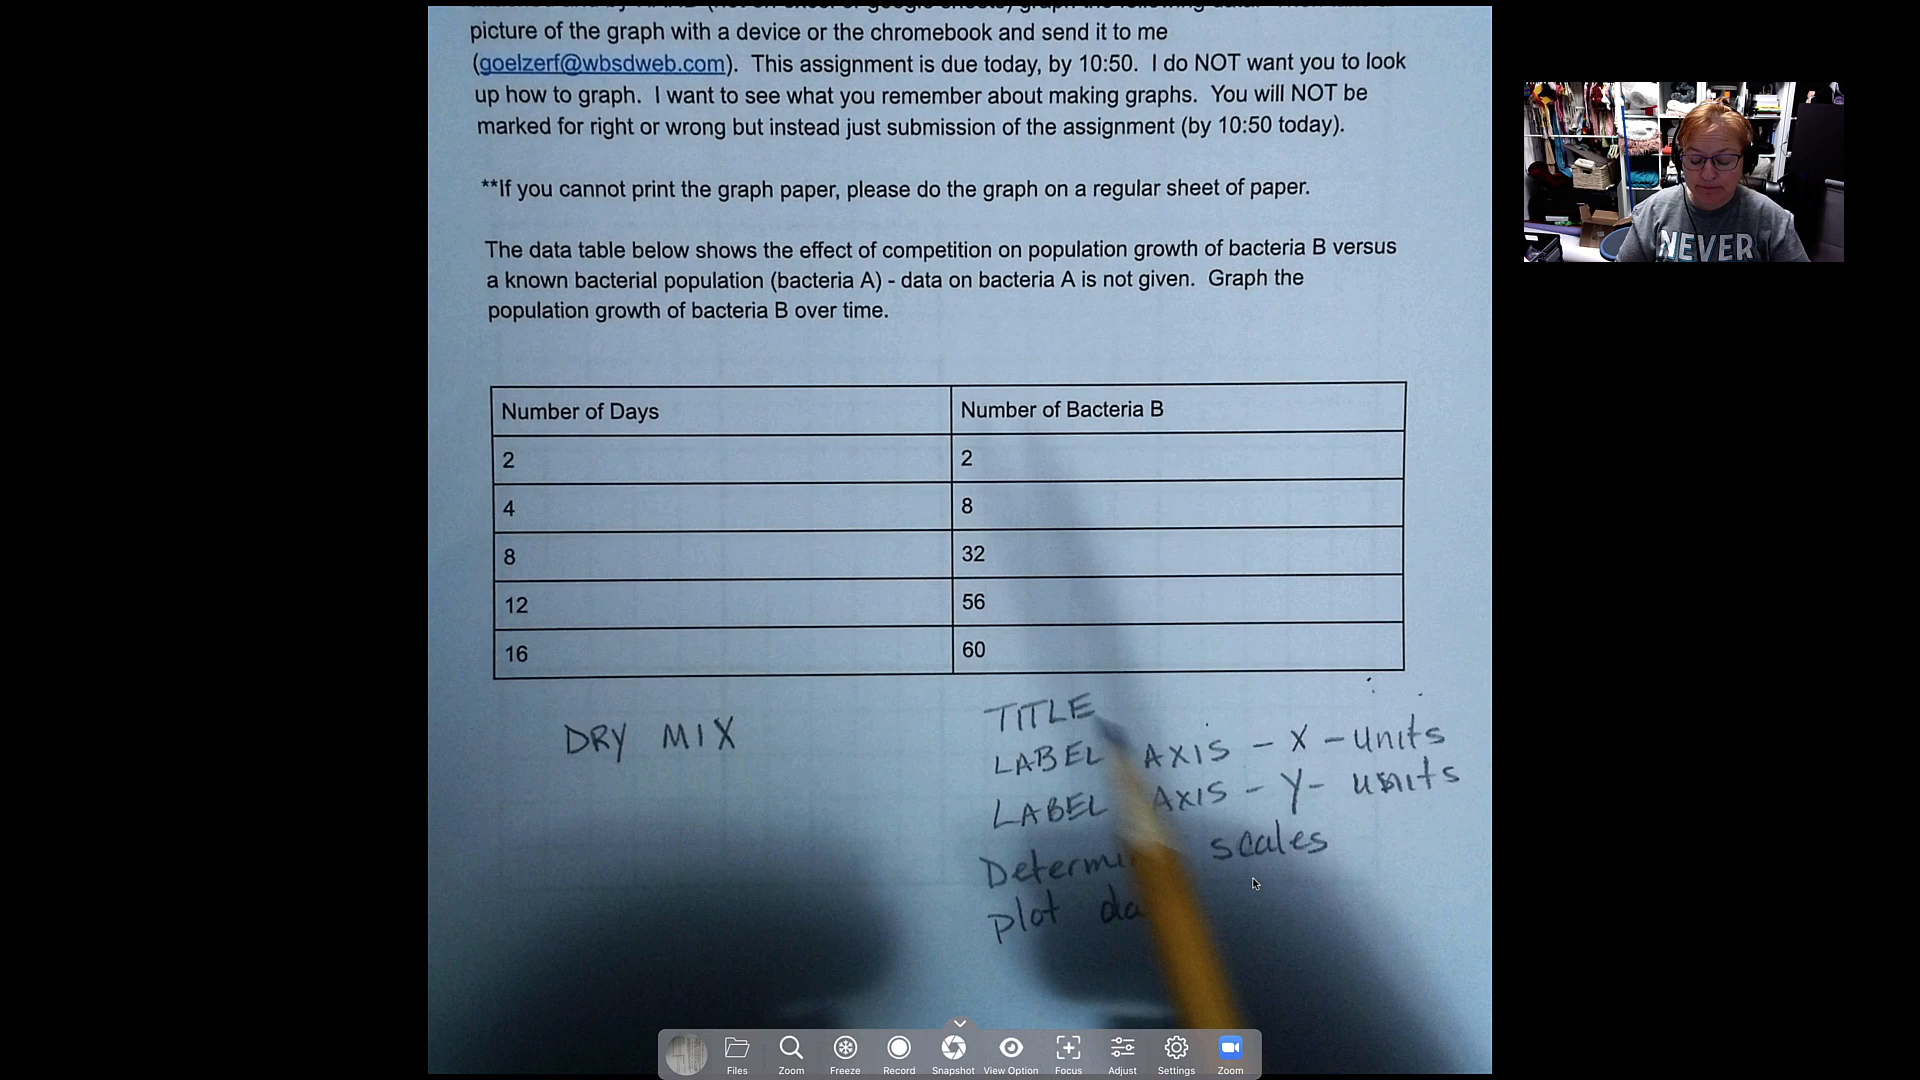 picture of the graph with a device or the chromebook and send it to me
(goelzerf@wbsdweb.com). This assignment is due today, by 10:50. I do NOT want you to look
up how to graph. I want to see what you remember about making graphs. You will NOT be
marked for right or wrong but instead just submission of the assignment (by 10:50 today).
**If you cannot print the graph paper, please do the graph on a regular sheet of paper.
The data table below shows the effect of competition on population growth of bacteria B versus
a known bacterial population (bacteria A) - data on bacteria A is not given. Graph the
population growth of bacteria B over time.
Number of Days Number of Bacteria B
2 2
4 8
8 32
12 56
16 60
DRY MIX
TITLE
LABEL AXIS - X - units
LABEL AXIS - Y - units
scales
plot
NEVER
Files Zoom Freeze Record Snapshot View Option Focus Adjust Settings Zoom